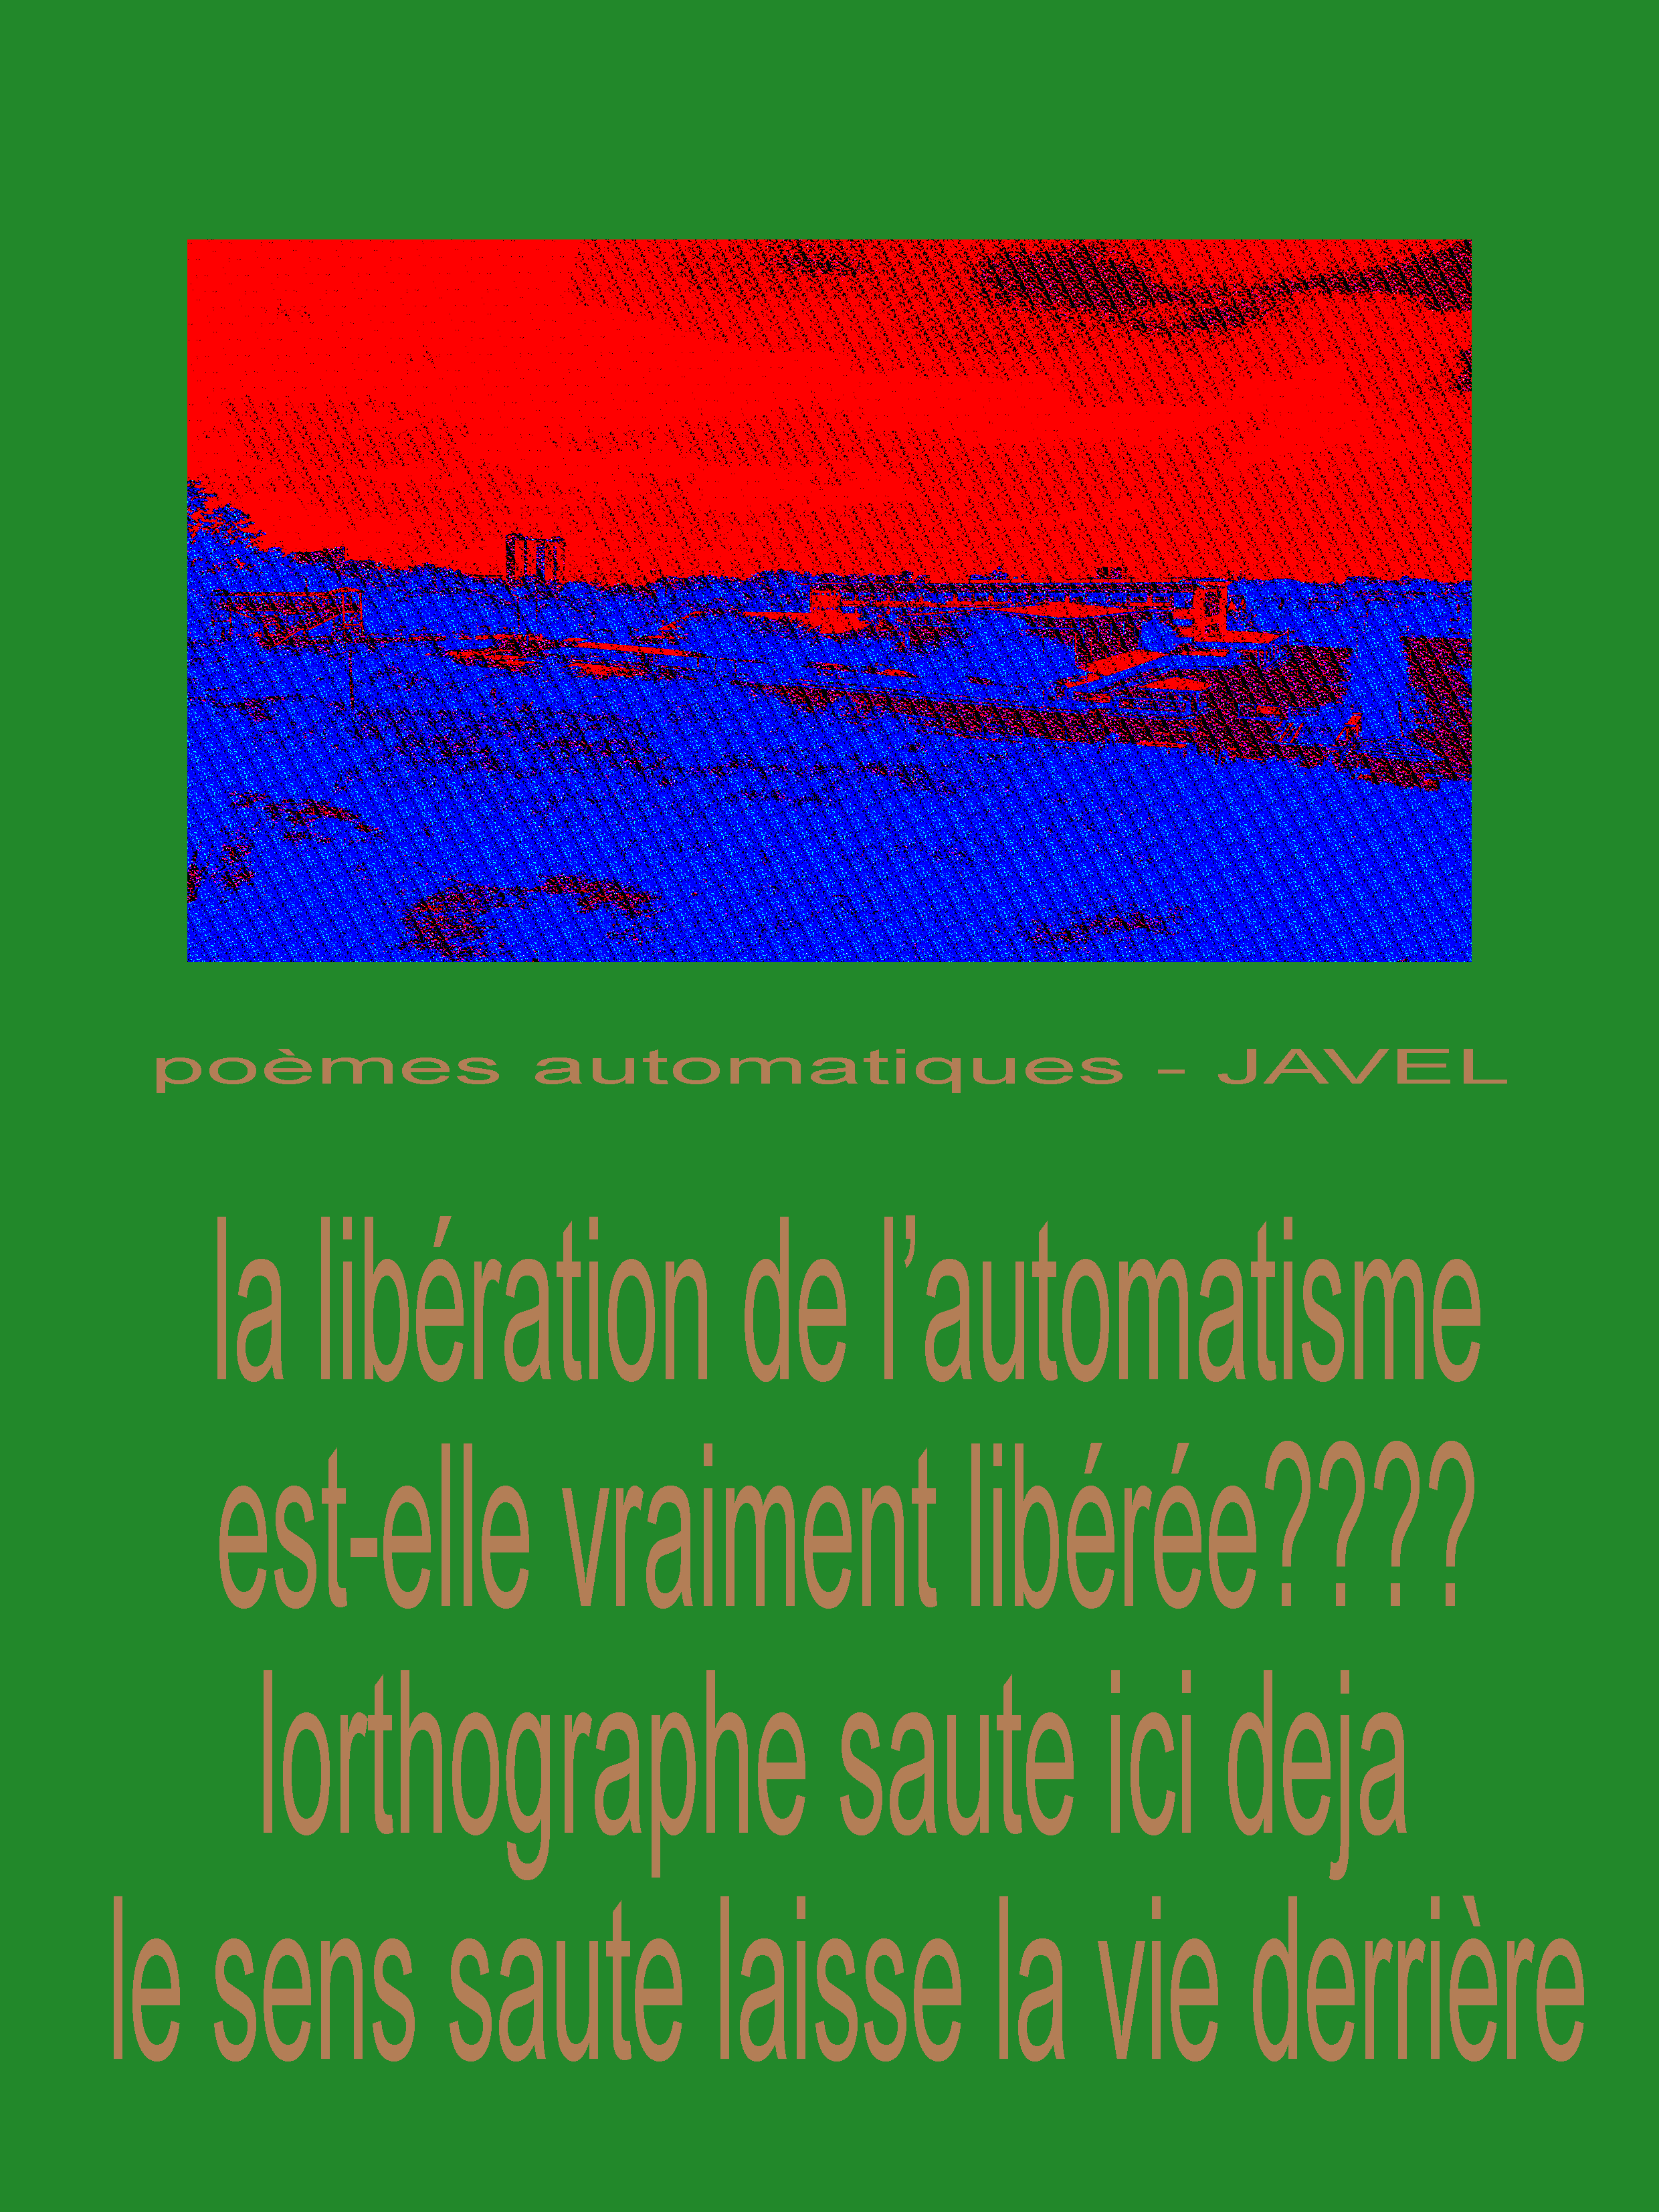 poèmes automatiques - JAVEL
la libération de l’automatisme
est-elle vraiment libérée????
lorthographe saute ici deja
le sens saute laisse la vie derrière